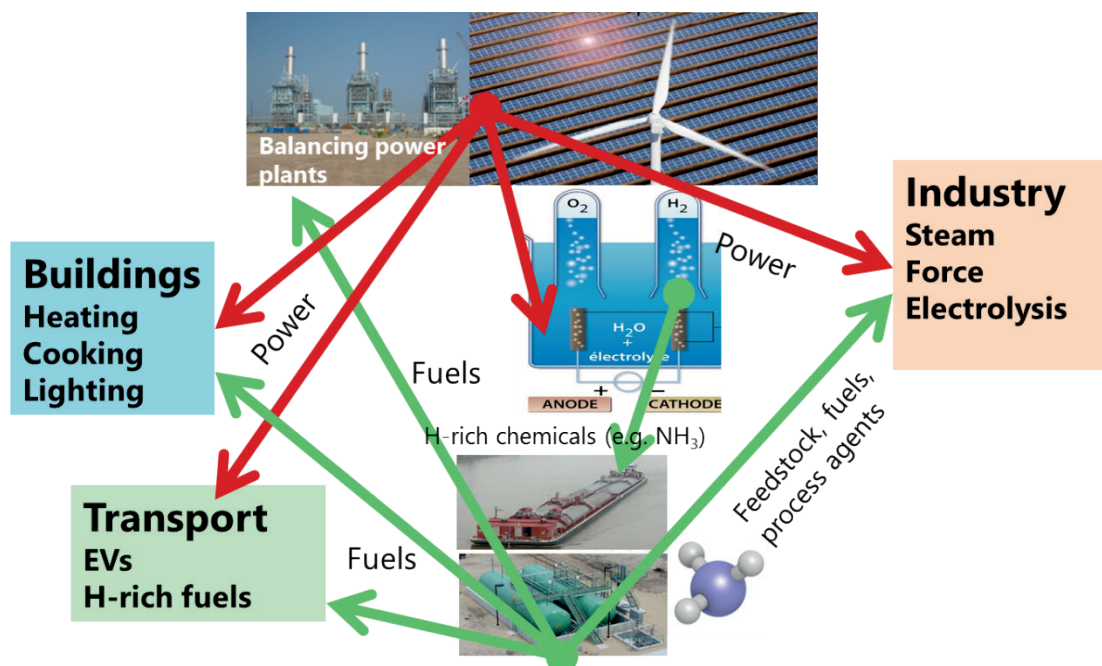 Balancing power
plants
O₂
H₂
Industry
Steam
Force
Electrolysis
Power
Buildings
Heating
Cooking
Lighting
Power
H₂O
+
électrolyte
Fuels
+
−
ANODE
CATHODE
H-rich chemicals (e.g. NH₃)
Feedstock, fuels,
process agents
Transport
EVs
H-rich fuels
Fuels